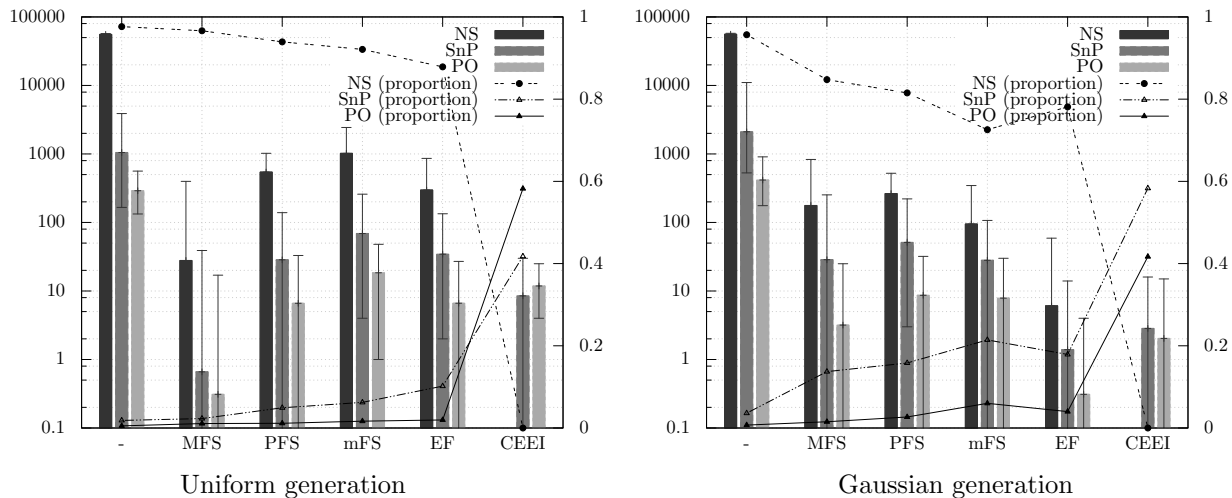 100000
10000
1000
100
10
1
0.1
1
0.8
0.6
0.4
0.2
0
NS
SnP
PO
NS (proportion)
SnP (proportion)
PO (proportion)
- MFS PFS mFS EF CEEI
Uniform generation
100000
10000
1000
100
10
1
0.1
1
0.8
0.6
0.4
0.2
0
NS
SnP
PO
NS (proportion)
SnP (proportion)
PO (proportion)
- MFS PFS mFS EF CEEI
Gaussian generation